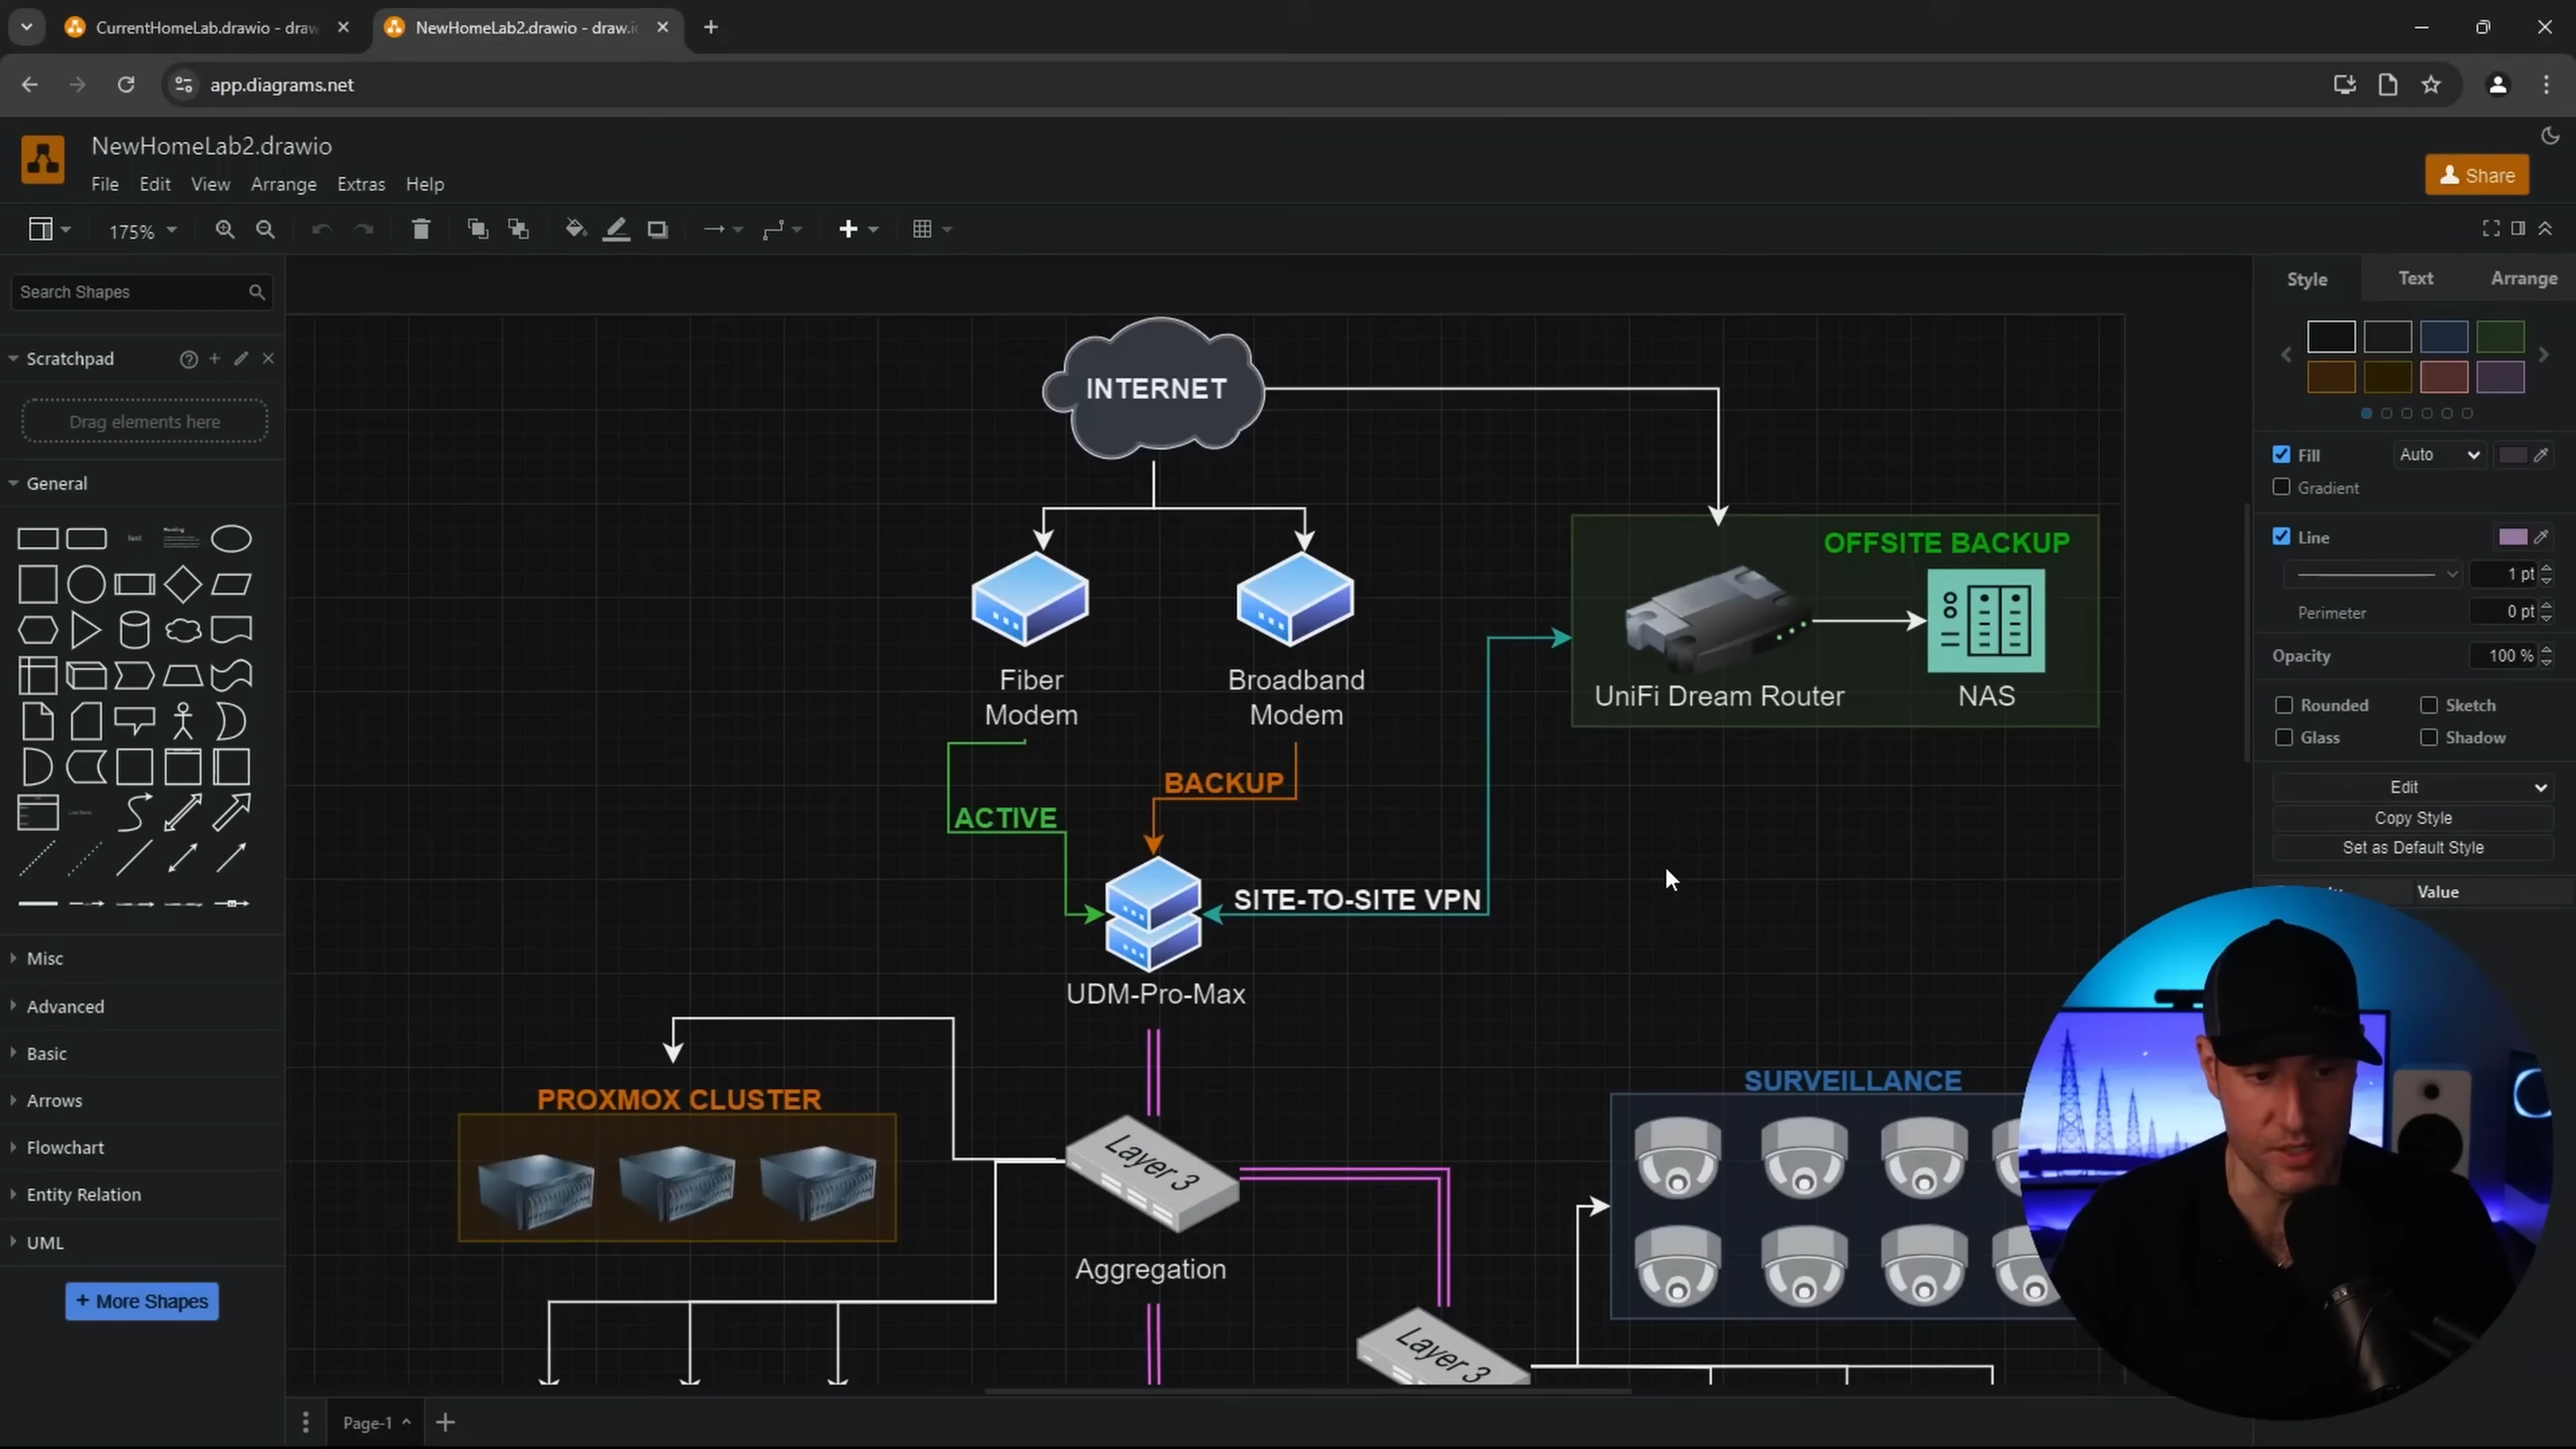 CurrentHomeLab.drawio - draw
NewHomeLab2.drawio - draw.i
app.diagrams.net
NewHomeLab2.drawio
File Edit View Arrange Extras Help
Share
175%
Search Shapes
Scratchpad
Drag elements here
General
Text
Heading
Misc
Advanced
Basic
Arrows
Flowchart
Entity Relation
UML
+ More Shapes
INTERNET
OFFSITE BACKUP
UniFi Dream Router
NAS
Fiber
Modem
Broadband
Modem
BACKUP
ACTIVE
SITE-TO-SITE VPN
UDM-Pro-Max
PROXMOX CLUSTER
Layer 3
Aggregation
SURVEILLANCE
Layer 3
Page-1
Style Text Arrange
Fill Auto
Gradient
Line
1 pt
Perimeter 0 pt
Opacity 100 %
Rounded Sketch
Glass Shadow
Edit
Copy Style
Set as Default Style
Value